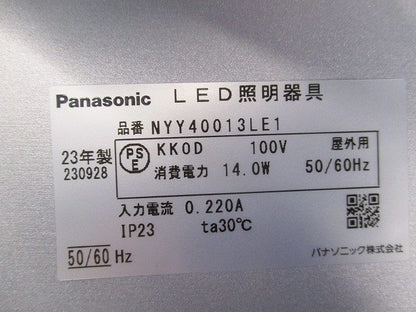 Panasonic LED照明器具
品番 NYY40013LE1
23年製
230928
PS
E
KKOD 100V 屋外用
消費電力 14.0W 50/60Hz
入力電流 0.220A
IP23 ta30℃
50/60 Hz
パナソニック株式会社